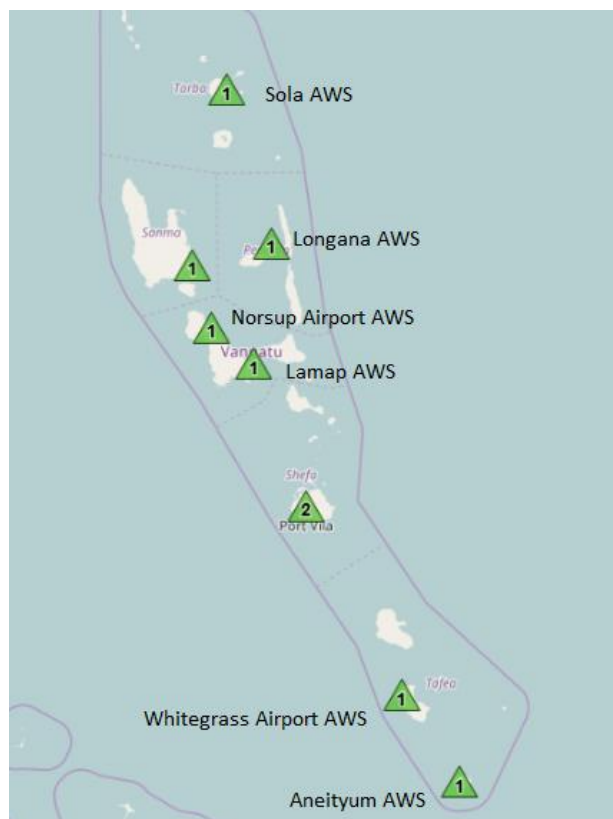 Torba
1
Sola AWS
Sanma
1
Longana AWS
1
1
Norsup Airport AWS
1
Lamap AWS
Shefa
2
Port Vila
Tafea
1
Whitegrass Airport AWS
1
Aneityum AWS